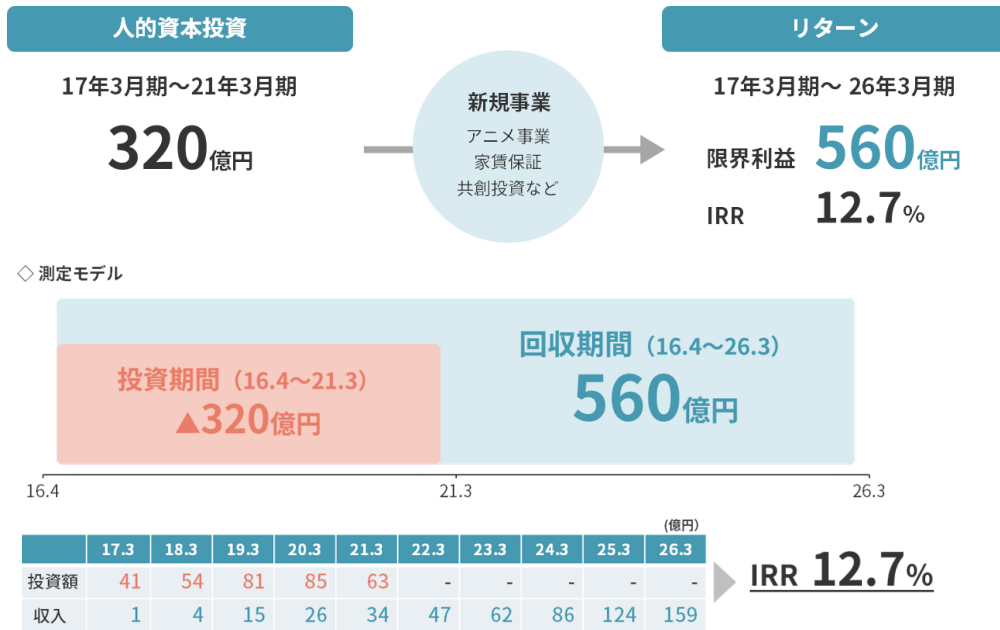 人的資本投資
17年3月期～21年3月期
320億円
新規事業
アニメ事業
家賃保証
共創投資など
リターン
17年3月期～ 26年3月期
限界利益 560億円
IRR 12.7%
◇ 測定モデル
投資期間（16.4～21.3）
▲320億円
回収期間（16.4～26.3）
560億円
16.4 21.3 26.3
(億円)
17.3 18.3 19.3 20.3 21.3 22.3 23.3 24.3 25.3 26.3
投資額 41 54 81 85 63 - - - - -
収入 1 4 15 26 34 47 62 86 124 159
IRR 12.7%